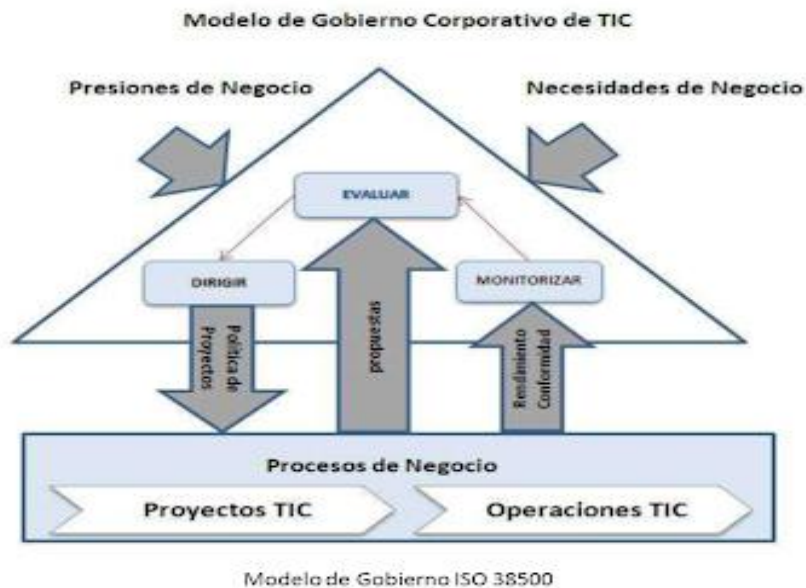 Modelo de Gobierno Corporativo de TIC
Presiones de Negocio
Necesidades de Negocio
EVALUAR
DIRIGIR
MONITORIZAR
Política de
Proyectos
propuestas
Rendimiento
Conformidad
Procesos de Negocio
Proyectos TIC
Operaciones TIC
Modelo de Gobierno ISO 38500